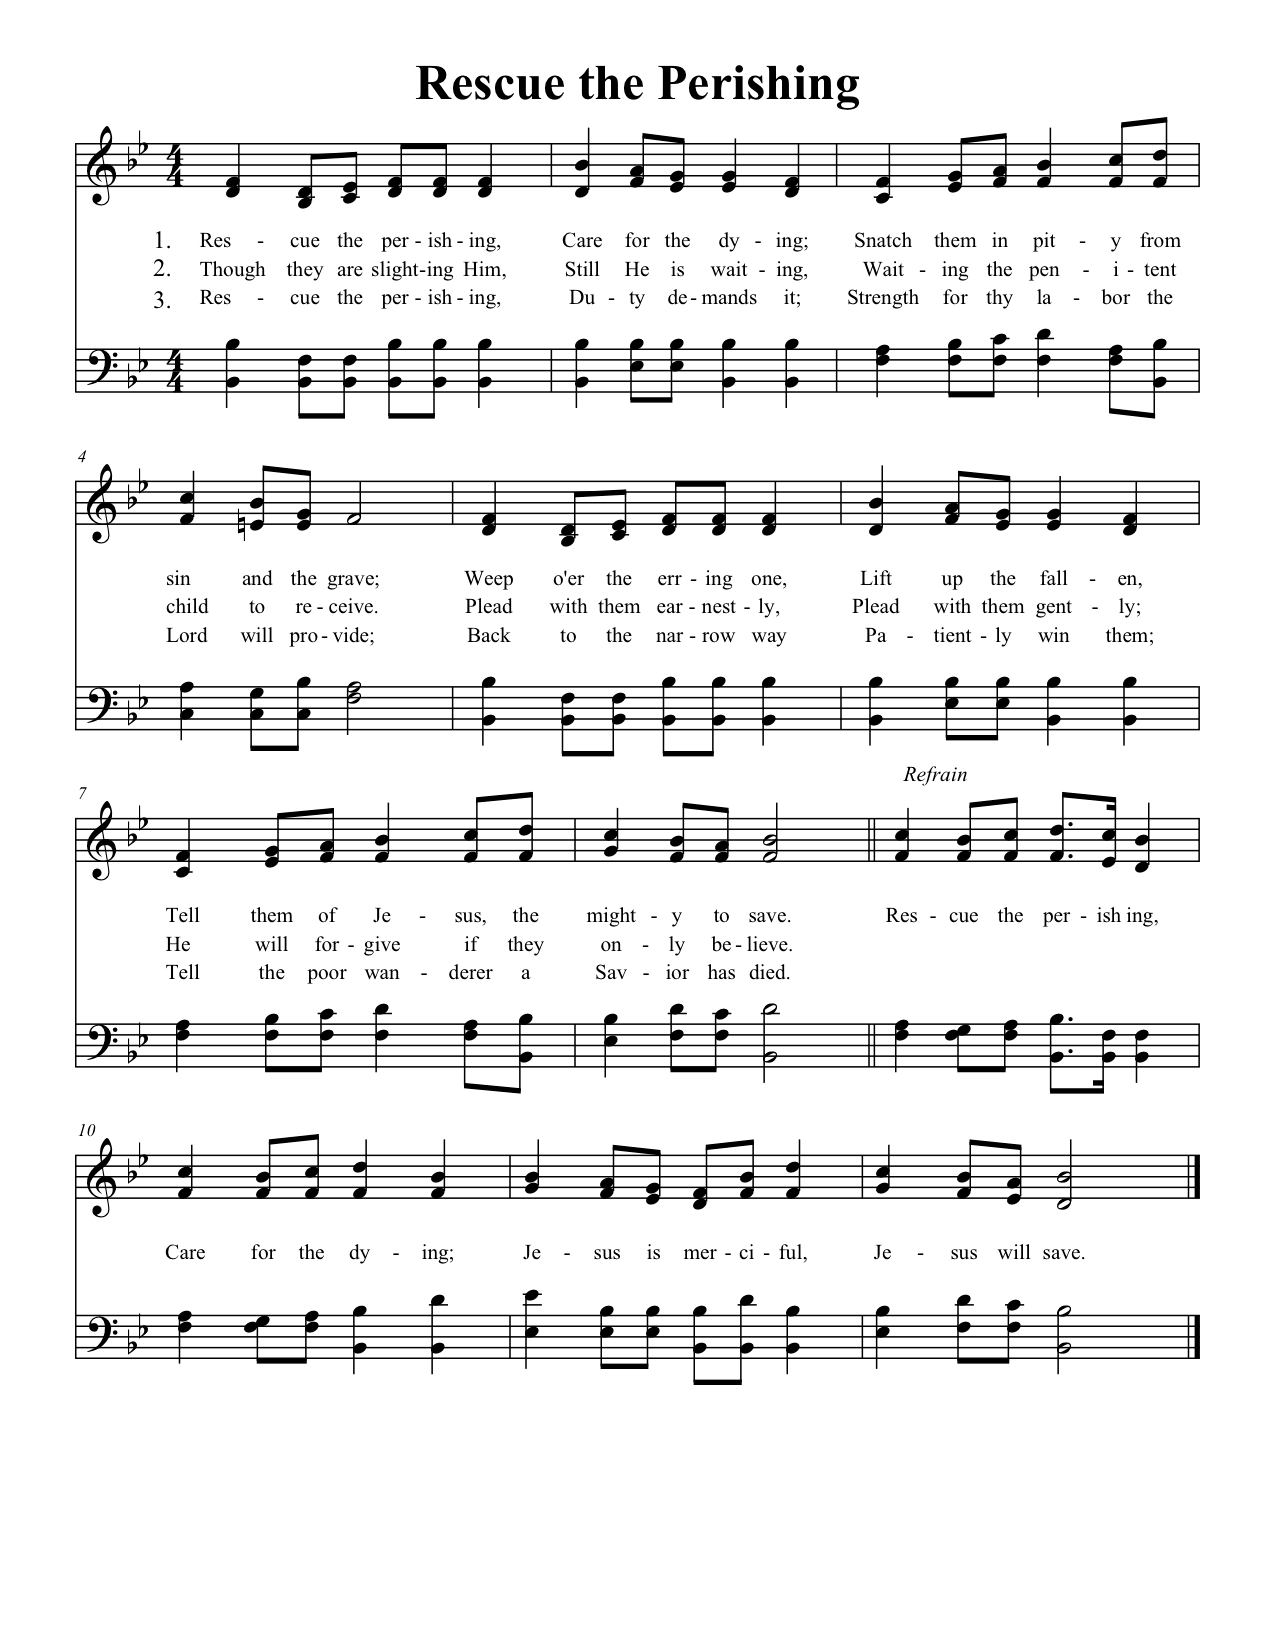 Rescue the Perishing
4 4
1. Res - cue the per - ish - ing, Care for the dy - ing; Snatch them in pit - y from
2. Though they are slight - ing Him, Still He is wait - ing, Wait - ing the pen - i - tent
3. Res - cue the per - ish - ing, Du - ty de - mands it; Strength for thy la - bor the
4 4
4
sin and the grave; Weep o'er the err - ing one, Lift up the fall - en,
child to re - ceive. Plead with them ear - nest - ly, Plead with them gent - ly;
Lord will pro - vide; Back to the nar - row way Pa - tient - ly win them;
Refrain
7
Tell them of Je - sus, the might - y to save. Res - cue the per - ish ing,
He will for - give if they on - ly be - lieve.
Tell the poor wan - derer a Sav - ior has died.
10
Care for the dy - ing; Je - sus is mer - ci - ful, Je - sus will save.